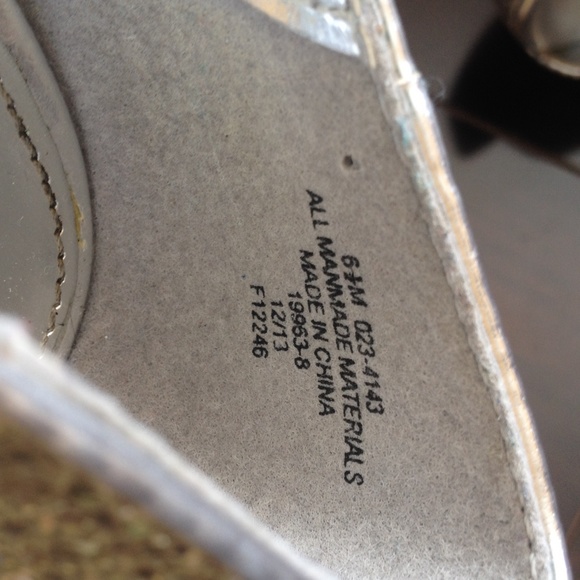 6½M 023-4143
ALL MANMADE MATERIALS
MADE IN CHINA
19963-8
12/13
F12246